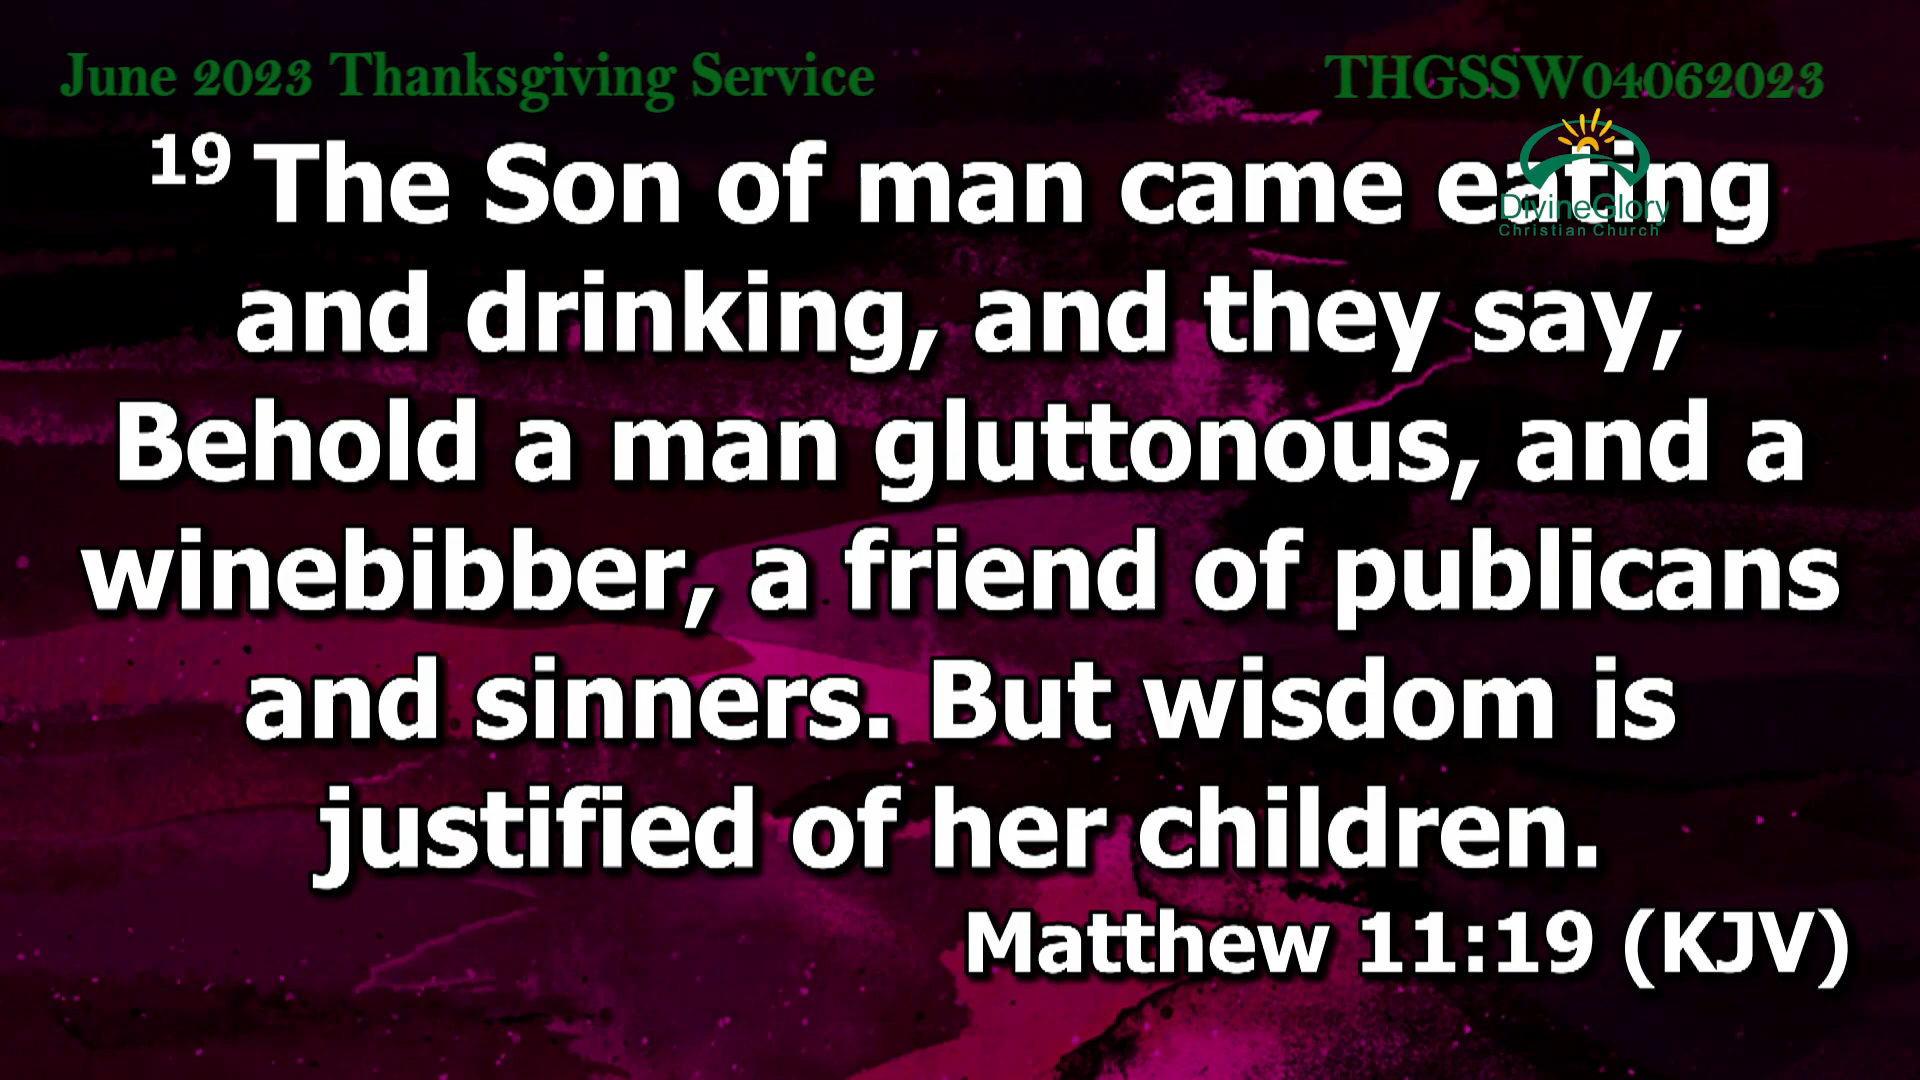 June 2023 Thanksgiving Service
THGSSW04062023
19 The Son of man came eating
DivineGlory
Christian Church
and drinking, and they say,
Behold a man gluttonous, and a
winebibber, a friend of publicans
and sinners. But wisdom is
justified of her children.
Matthew 11:19 (KJV)